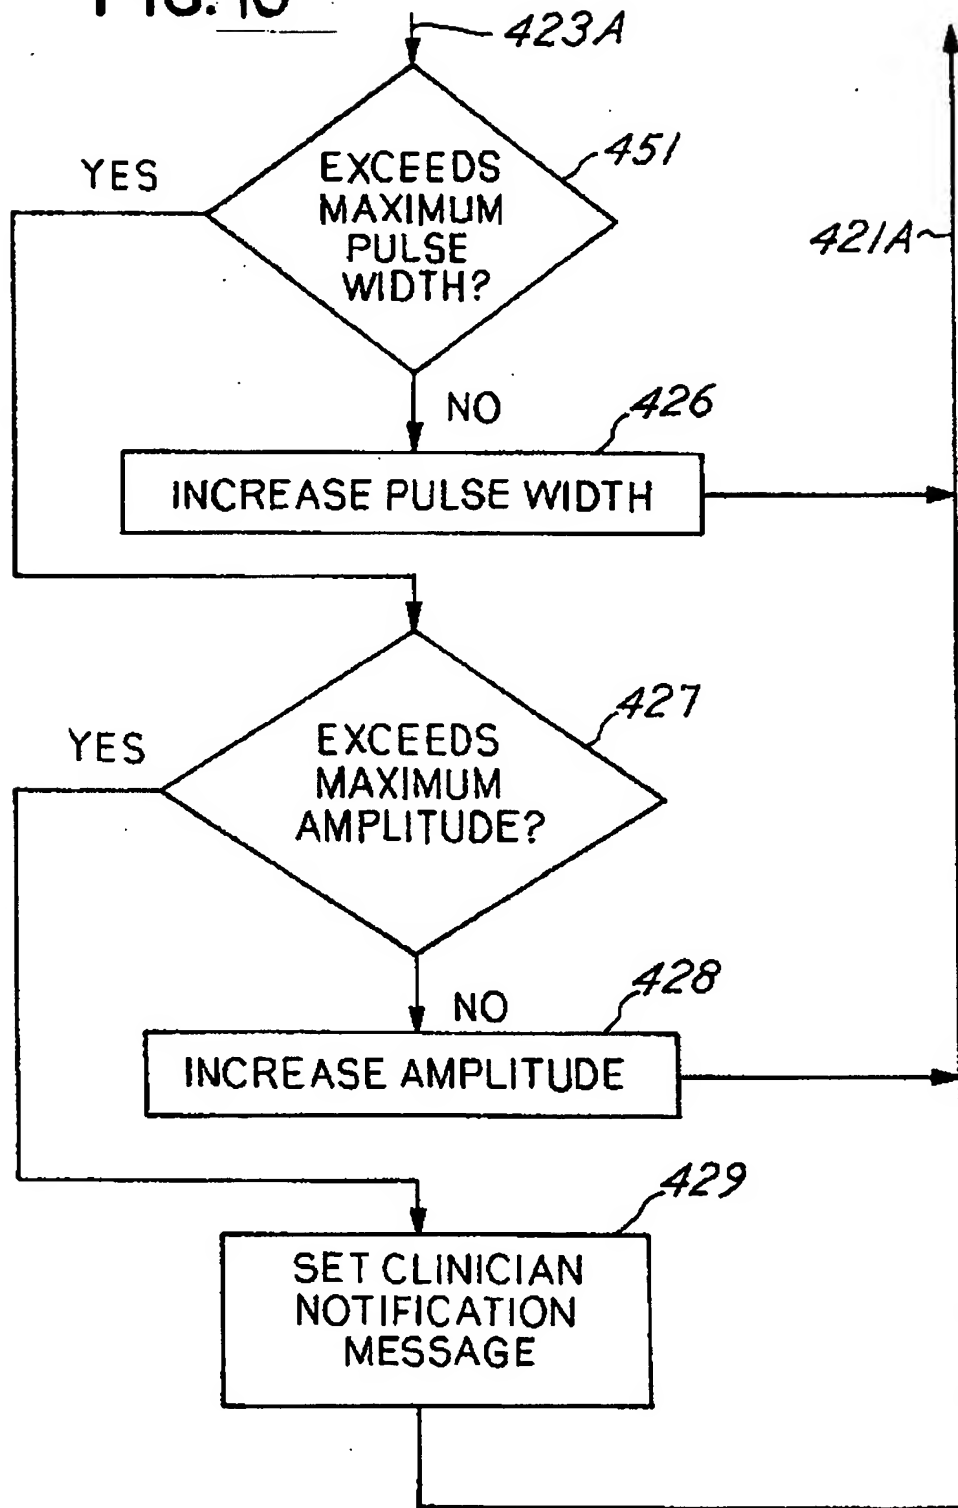 423A
EXCEEDS
MAXIMUM
PULSE
WIDTH?
451
YES
421A
NO
426
INCREASE PULSE WIDTH
EXCEEDS
MAXIMUM
AMPLITUDE?
427
YES
NO
428
INCREASE AMPLITUDE
429
SET CLINICIAN
NOTIFICATION
MESSAGE